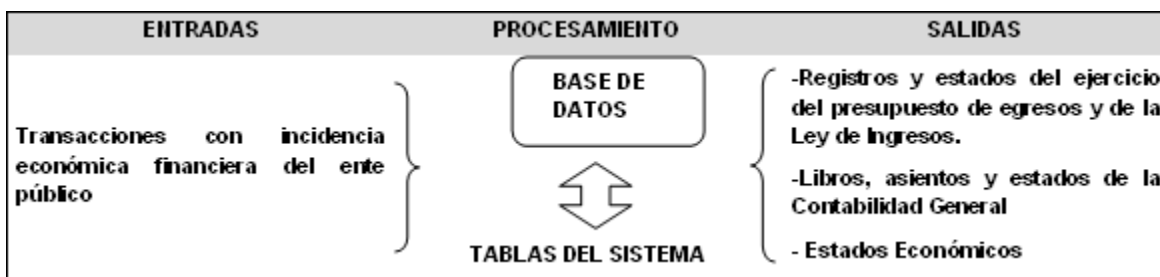 ENTRADAS PROCESAMIENTO SALIDAS
Transacciones con incidencia
económica financiera del ente
público
BASE DE
DATOS
TABLAS DEL SISTEMA
-Registros y estados del ejercicio
del presupuesto de egresos y de la
Ley de Ingresos.
-Libros, asientos y estados de la
Contabilidad General
- Estados Económicos